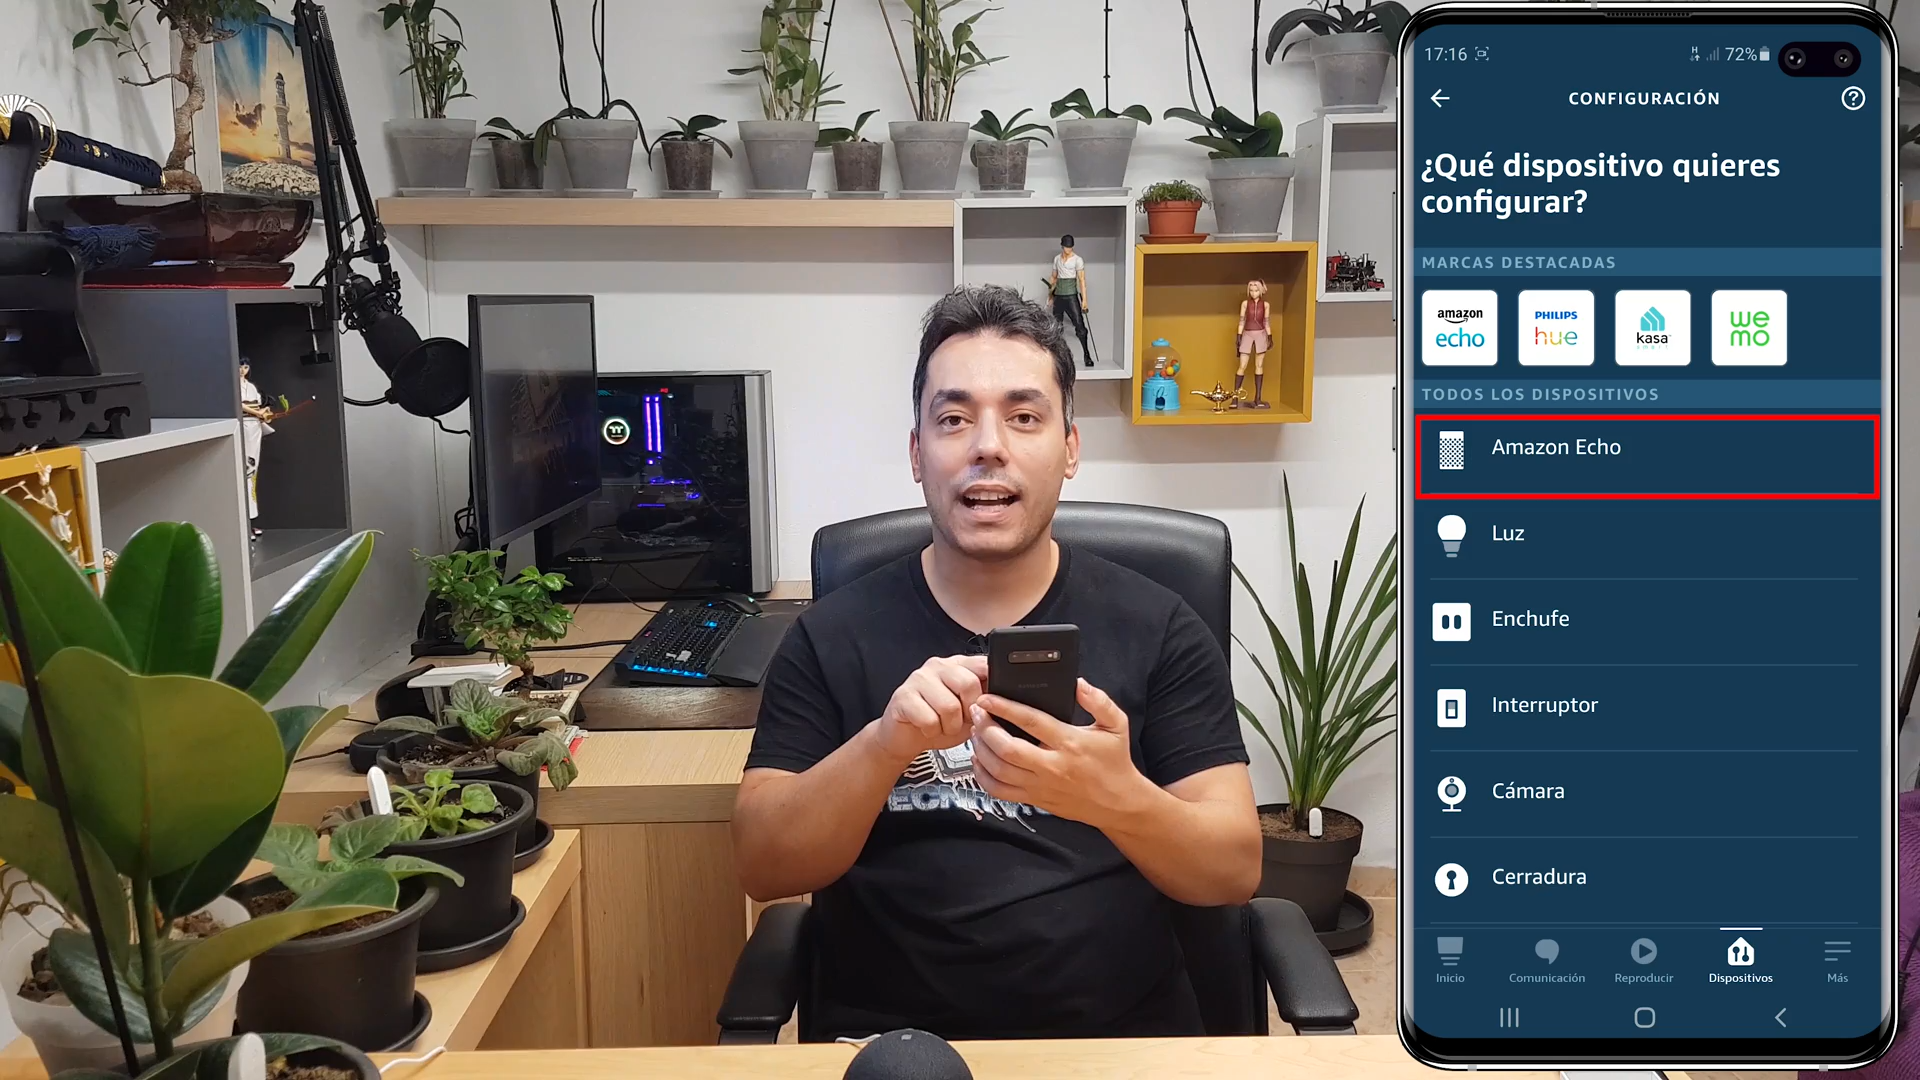 17:16
72%
CONFIGURACIÓN
¿Qué dispositivo quieres
configurar?
MARCAS DESTACADAS
amazon
echo
PHILIPS
hue
kasa
smart
we
mo
TODOS LOS DISPOSITIVOS
Amazon Echo
Luz
Enchufe
Interruptor
Cámara
Cerradura
Inicio
Comunicación
Reproducir
Dispositivos
Más